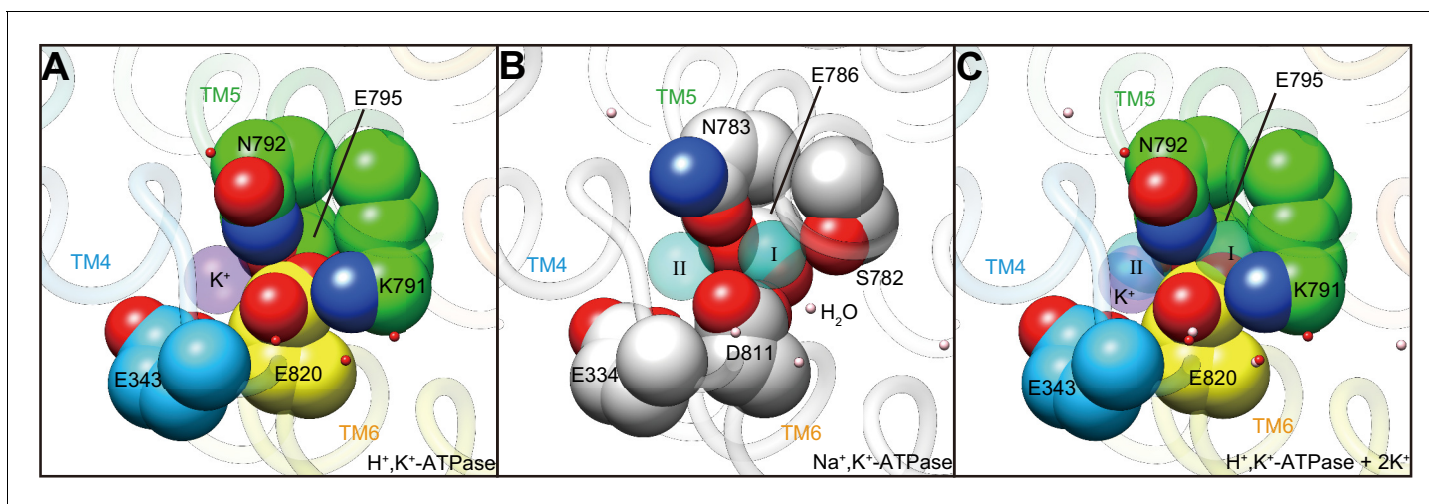 A
TM5
E795
N792
TM4
K⁺
K791
E343
E820
TM6
H⁺,K⁺-ATPase
B
TM5
E786
N783
TM4
II
I
S782
H₂O
D811
E334
TM6
Na⁺,K⁺-ATPase
C
TM5
E795
N792
TM4
II
I
K⁺
K791
E343
E820
TM6
H⁺,K⁺-ATPase + 2K⁺